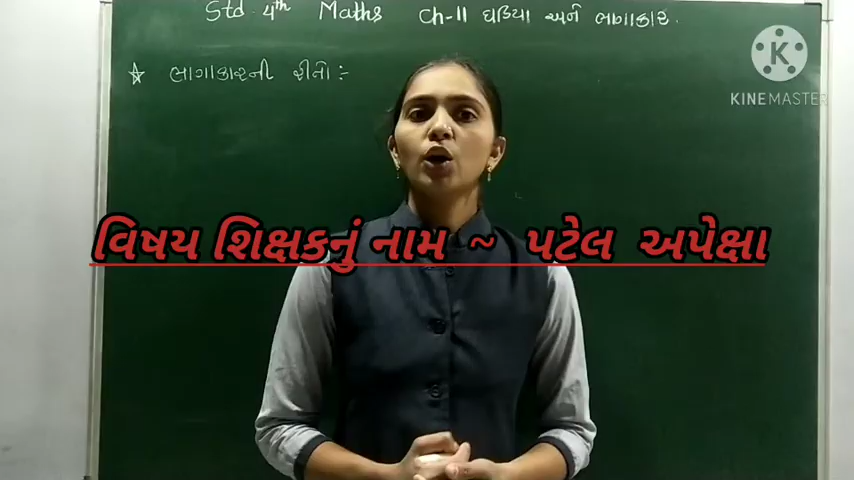 Std. 4th Maths Ch-11 ઘડિયા અને ભાગાકાર.
☆ ભાગાકારની રીતો :-
K
KINEMASTER
વિષય શિક્ષકનું નામ ~ પટેલ અપેક્ષા